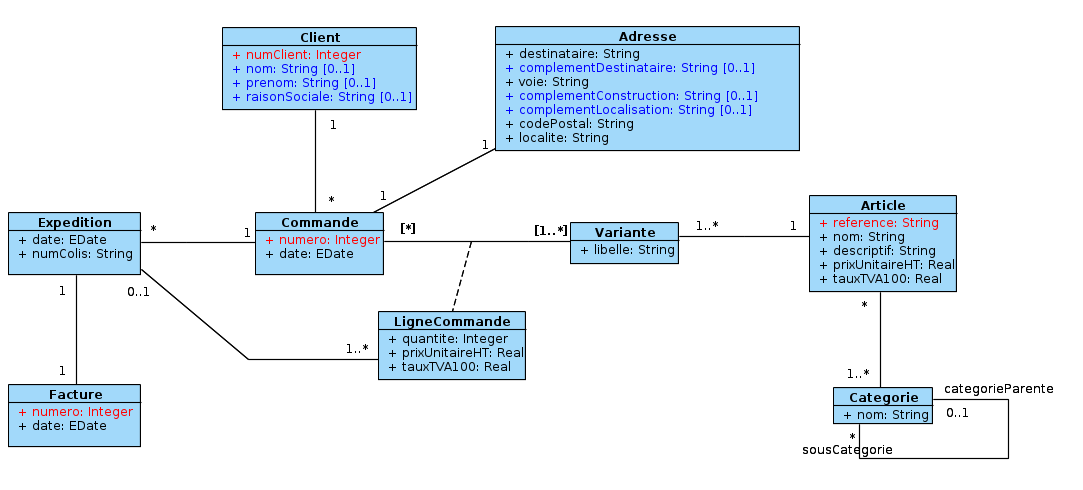 Client
+ numClient: Integer
+ nom: String [0..1]
+ prenom: String [0..1]
+ raisonSociale: String [0..1]
1
*
Adresse
+ destinataire: String
+ complementDestinataire: String [0..1]
+ voie: String
+ complementConstruction: String [0..1]
+ complementLocalisation: String [0..1]
+ codePostal: String
+ localite: String
1
1
Expedition
+ date: EDate
+ numColis: String
*
1
0..1
1..*
1
1
Commande
+ numero: Integer
+ date: EDate
[*]
[1..*]
Variante
+ libelle: String
1..*
1
Article
+ reference: String
+ nom: String
+ descriptif: String
+ prixUnitaireHT: Real
+ tauxTVA100: Real
*
1..*
LigneCommande
+ quantite: Integer
+ prixUnitaireHT: Real
+ tauxTVA100: Real
Facture
+ numero: Integer
+ date: EDate
Categorie
+ nom: String
categorieParente
0..1
*
sousCategorie